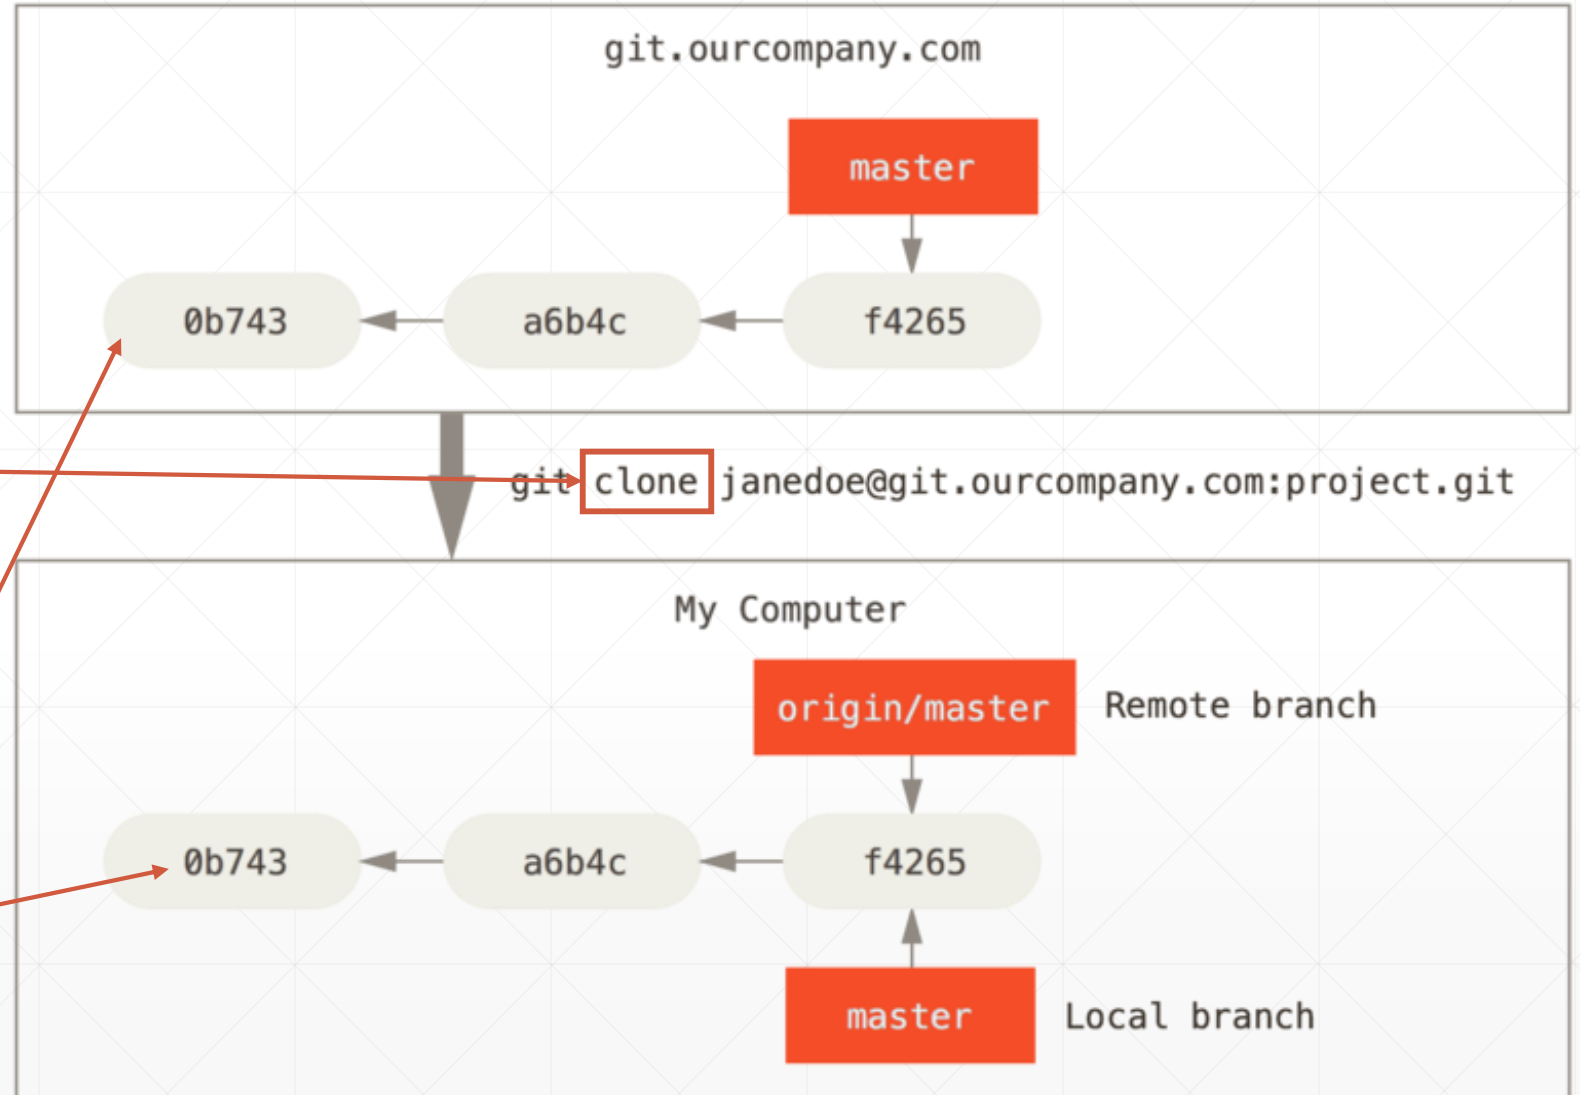 git.ourcompany.com
master
0b743 a6b4c f4265
git clone janedoe@git.ourcompany.com:project.git
My Computer
origin/master Remote branch
0b743 a6b4c f4265
master Local branch